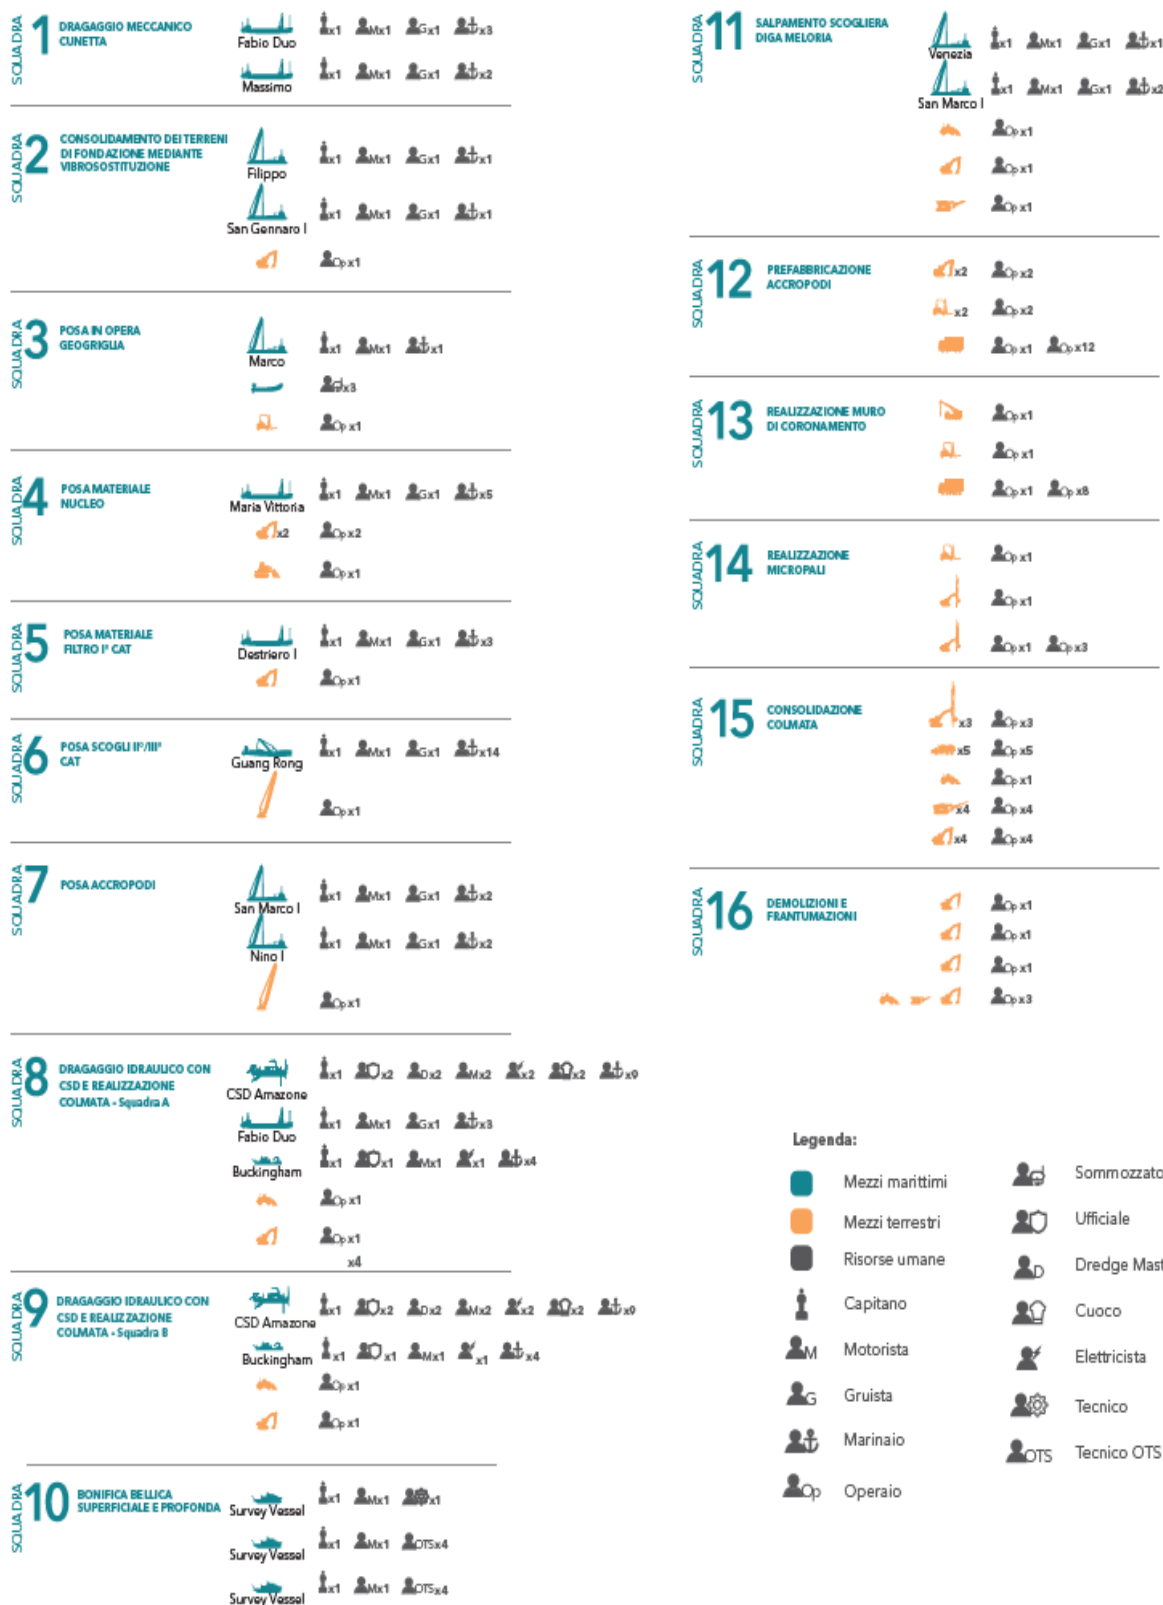 SQUADRA 1 DRAGAGGIO MECCANICO
CUNETTA
Fabio Duo x1 Mx1 Gx1 x3
Massimo x1 Mx1 Gx1 x2
SQUADRA 2 CONSOLIDAMENTO DEI TERRENI
DI FONDAZIONE MEDIANTE
VIBROSOSTITUZIONE
Filippo x1 Mx1 Gx1 x1
San Gennaro I x1 Mx1 Gx1 x1
Op x1
SQUADRA 3 POSA IN OPERA
GEOGRIGLIA
Marco x1 Mx1 x1
x3
Op x1
SQUADRA 4 POSA MATERIALE
NUCLEO
Maria Vittoria x1 Mx1 Gx1 x5
x2 Op x2
Op x1
SQUADRA 5 POSA MATERIALE
FILTRO I° CAT
Destriero I x1 Mx1 Gx1 x3
Op x1
SQUADRA 6 POSA SCOGLI II°/III°
CAT
Guang Rong x1 Mx1 Gx1 x14
Op x1
SQUADRA 7 POSA ACCROPODI
San Marco I x1 Mx1 Gx1 x2
Nino I x1 Mx1 Gx1 x2
Op x1
SQUADRA 8 DRAGAGGIO IDRAULICO CON
CSD E REALIZZAZIONE
COLMATA - Squadra A
CSD Amazone x1 x2 Dx2 Mx2 x2 x2 x9
Fabio Duo x1 Mx1 Gx1 x3
Buckingham x1 x1 Mx1 x1 x4
Op x1
Op x1
x4
SQUADRA 9 DRAGAGGIO IDRAULICO CON
CSD E REALIZZAZIONE
COLMATA - Squadra B
CSD Amazone x1 x2 Dx2 Mx2 x2 x2 x9
Buckingham x1 x1 Mx1 x1 x4
Op x1
Op x1
SQUADRA 10 BONIFICA BELLICA
SUPERFICIALE E PROFONDA
Survey Vessel x1 Mx1 x1
Survey Vessel x1 Mx1 OTSx4
Survey Vessel x1 Mx1 OTSx4
SQUADRA 11 SALPAMENTO SCOGLIERA
DIGA MELORIA
Venezia x1 Mx1 Gx1 x1
San Marco I x1 Mx1 Gx1 x2
Op x1
Op x1
Op x1
SQUADRA 12 PREFABBRICAZIONE
ACCROPODI
x2 Op x2
x2 Op x2
Op x1 Op x12
SQUADRA 13 REALIZZAZIONE MURO
DI CORONAMENTO
Op x1
Op x1
Op x1 Op x8
SQUADRA 14 REALIZZAZIONE
MICROPALI
Op x1
Op x1
Op x1 Op x3
SQUADRA 15 CONSOLIDAZIONE
COLMATA
x3 Op x3
x5 Op x5
Op x1
x4 Op x4
x4 Op x4
SQUADRA 16 DEMOLIZIONI E
FRANTUMAZIONI
Op x1
Op x1
Op x1
Op x3
Legenda:
Mezzi marittimi
Mezzi terrestri
Risorse umane
Capitano
M Motorista
G Gruista
Marinaio
Op Operaio
Sommozzato
Ufficiale
D Dredge Mast
Cuoco
Elettricista
Tecnico
OTS Tecnico OTS